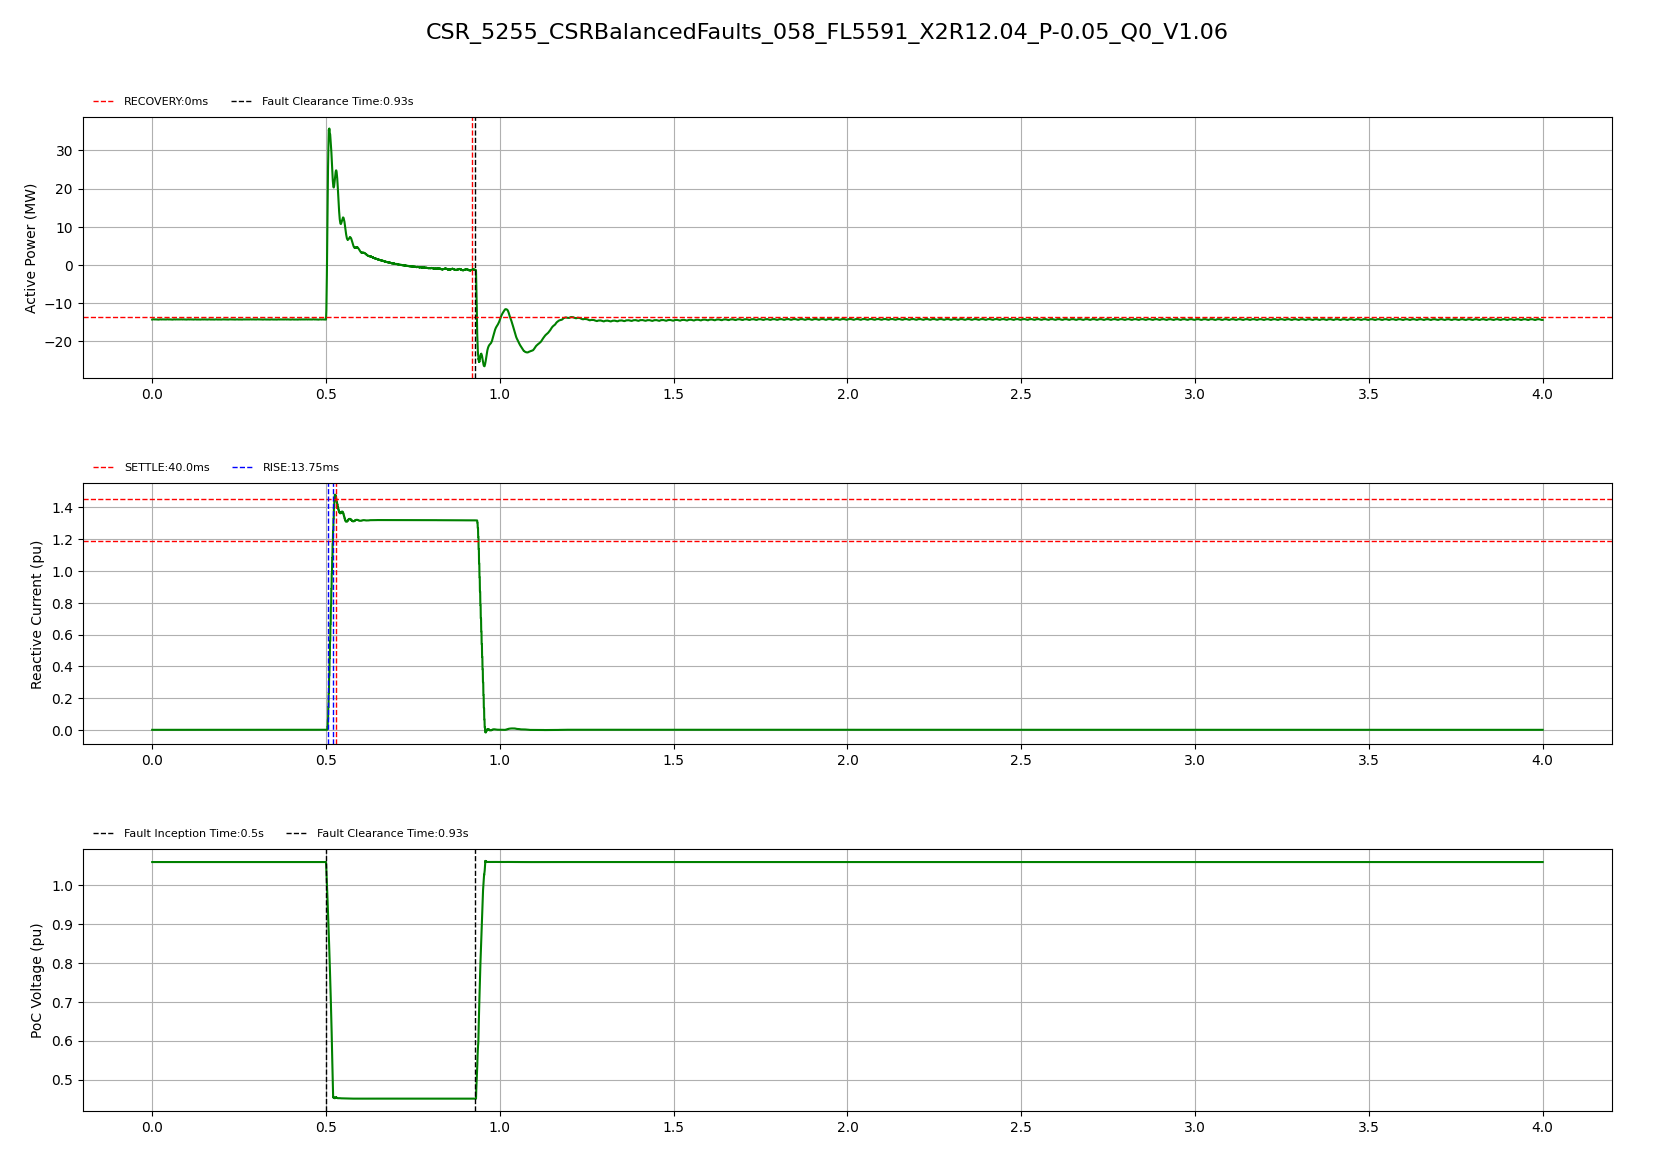 CSR_5255_CSRBalancedFaults_058_FL5591_X2R12.04_P-0.05_Q0_V1.06
RECOVERY:0ms Fault Clearance Time:0.93s
Active Power (MW)
30
20
10
0
−10
−20
0.0 0.5 1.0 1.5 2.0 2.5 3.0 3.5 4.0
SETTLE:40.0ms RISE:13.75ms
Reactive Current (pu)
1.4
1.2
1.0
0.8
0.6
0.4
0.2
0.0
0.0 0.5 1.0 1.5 2.0 2.5 3.0 3.5 4.0
Fault Inception Time:0.5s Fault Clearance Time:0.93s
PoC Voltage (pu)
1.0
0.9
0.8
0.7
0.6
0.5
0.0 0.5 1.0 1.5 2.0 2.5 3.0 3.5 4.0